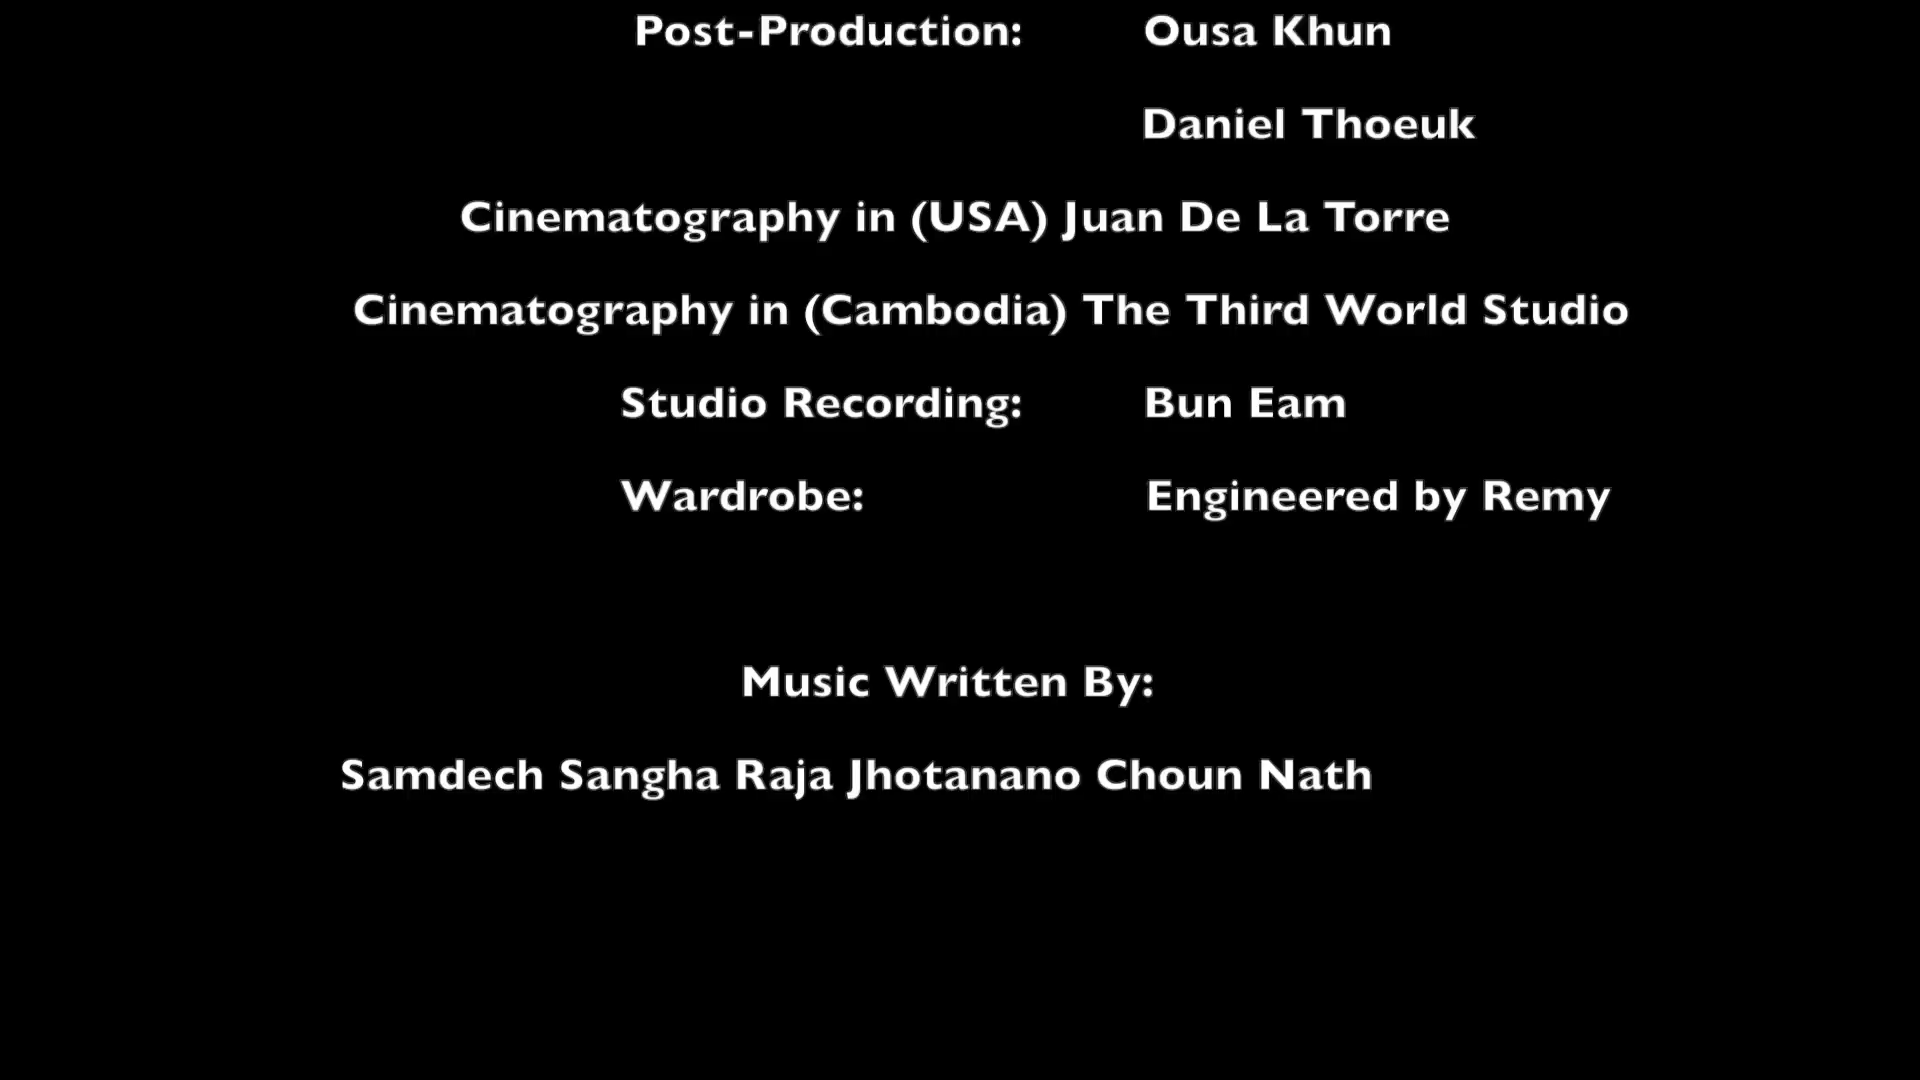 Post-Production: Ousa Khun
Daniel Thoeuk
Cinematography in (USA) Juan De La Torre
Cinematography in (Cambodia) The Third World Studio
Studio Recording: Bun Eam
Wardrobe: Engineered by Remy
Music Written By:
Samdech Sangha Raja Jhotanano Choun Nath